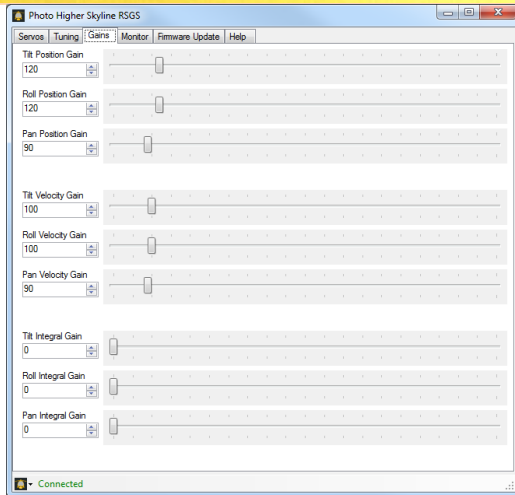 Photo Higher Skyline RSGS
Servos Tuning Gains Monitor Firmware Update Help
Tilt Position Gain
120
Roll Position Gain
120
Pan Position Gain
90
Tilt Velocity Gain
100
Roll Velocity Gain
100
Pan Velocity Gain
90
Tilt Integral Gain
0
Roll Integral Gain
0
Pan Integral Gain
0
Connected